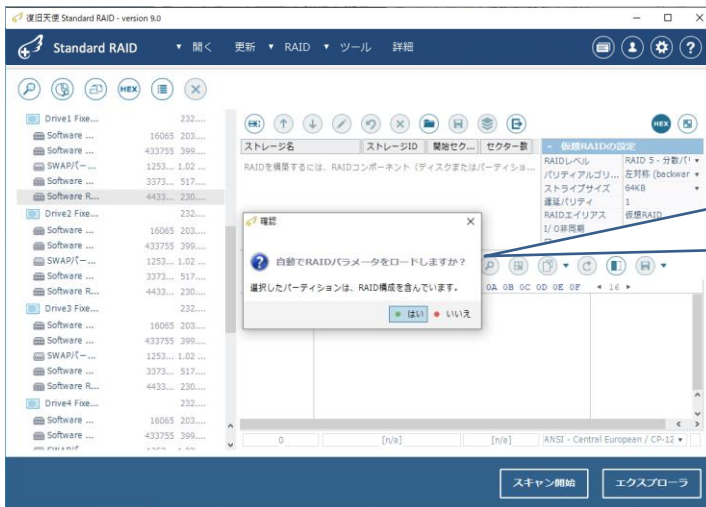 復旧天使 Standard RAID - version 9.0
Standard RAID ▼ 開く 更新 ▼ RAID ▼ ツール 詳細
HEX
Drive1 Fixe... 232....
Software ... 16065 203....
Software ... 433755 399....
SWAPパー... 1253... 1.02 ...
Software ... 3373... 517....
Software R... 4433... 230....
Drive2 Fixe... 232....
Software ... 16065 203....
Software ... 433755 399....
SWAPパー... 1253... 1.02 ...
Software ... 3373... 517....
Software R... 4433... 230....
Drive3 Fixe... 232....
Software ... 16065 203....
Software ... 433755 399....
SWAPパー... 1253... 1.02 ...
Software ... 3373... 517....
Software R... 4433... 230....
Drive4 Fixe... 232....
Software ... 16065 203....
Software ... 433755 399....
HEX
ストレージ名 ストレージID 開始セク... セクター数
RAIDを構築するには、RAIDコンポーネント（ディスクまたはパーティショ...
- 仮想RAIDの設定
RAIDレベル RAID 5 - 分散パリ ▼
パリティアルゴリ... 左対称 (backwar ▼
ストライプサイズ 64KB ▼
遅延パリティ 1
RAIDエイリアス 仮想RAID
I/O非同期
確認
自動でRAIDパラメータをロードしますか？
選択したパーティションは、RAID構成を含んでいます。
はい いいえ
0A 0B 0C 0D 0E 0F ◄ 16 ►
0 [n/a] [n/a] ANSI - Central European / CP-12 ▼
スキャン開始 エクスプローラ